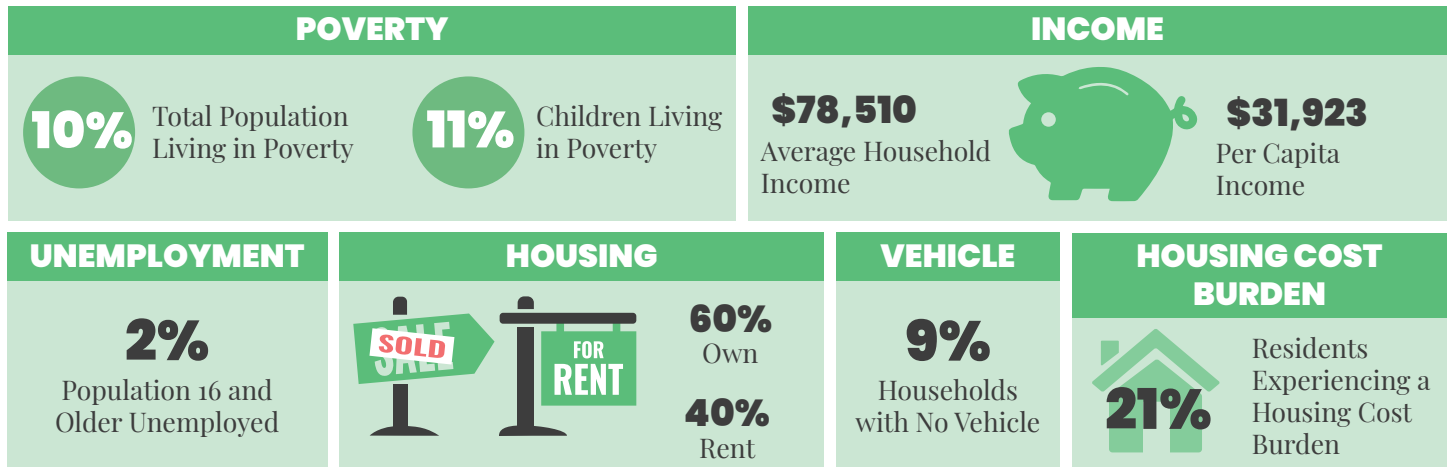 POVERTY
10%
Total Population
Living in Poverty
11%
Children Living
in Poverty
INCOME
$78,510
Average Household
Income
$31,923
Per Capita
Income
UNEMPLOYMENT
2%
Population 16 and
Older Unemployed
HOUSING
SALE
SOLD
FOR
RENT
60%
Own
40%
Rent
VEHICLE
9%
Households
with No Vehicle
HOUSING COST
BURDEN
21%
Residents
Experiencing a
Housing Cost
Burden